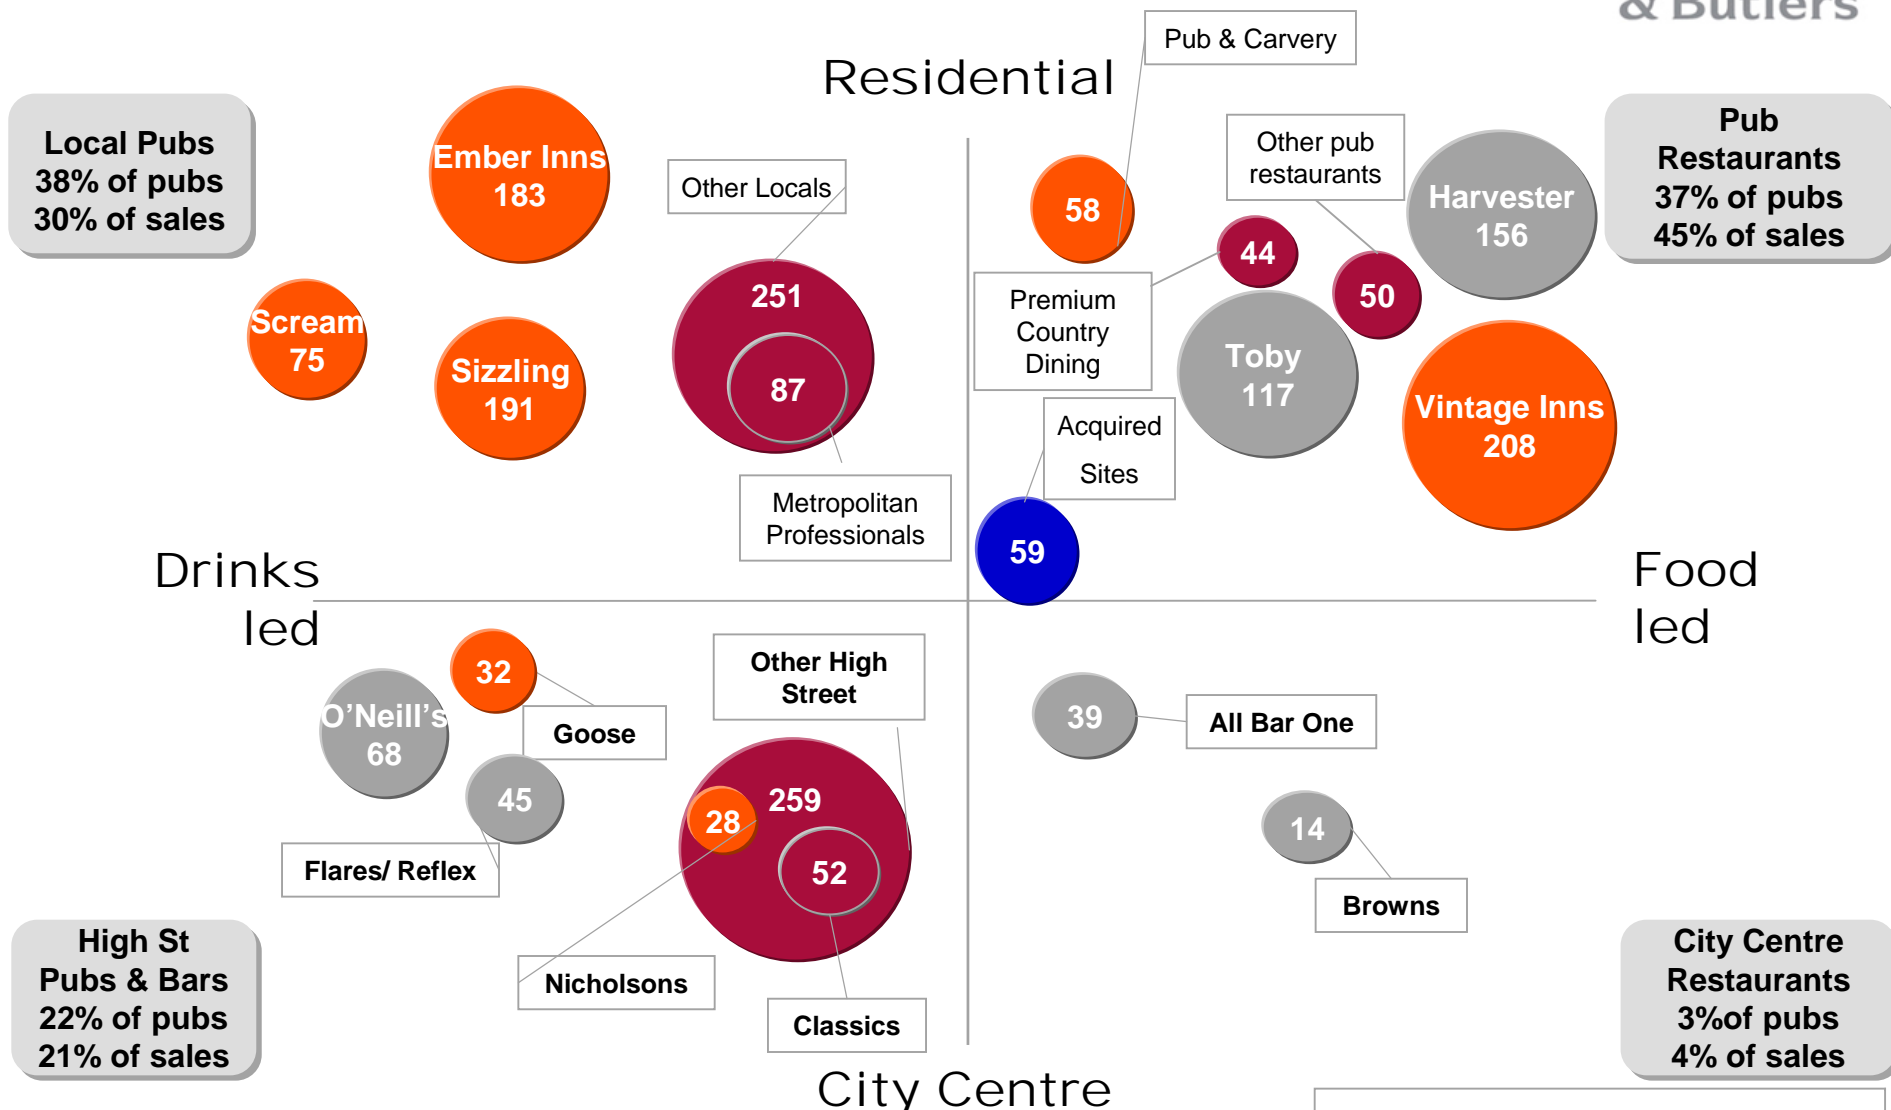 & Butlers
Pub & Carvery
Residential
Local Pubs
38% of pubs
30% of sales
Ember Inns
183
Other Locals
58
Other pub
restaurants
Harvester
156
Pub
Restaurants
37% of pubs
45% of sales
44
50
251
Premium
Country
Dining
Scream
75
Sizzling
191
87
Toby
117
Vintage Inns
208
Acquired
Sites
Metropolitan
Professionals
59
Drinks
led
Food
led
32
Goose
Other High
Street
O'Neill's
68
45
39
All Bar One
259
28
52
14
Flares/ Reflex
Browns
Nicholsons
Classics
High St
Pubs & Bars
22% of pubs
21% of sales
City Centre
Restaurants
3%of pubs
4% of sales
City Centre